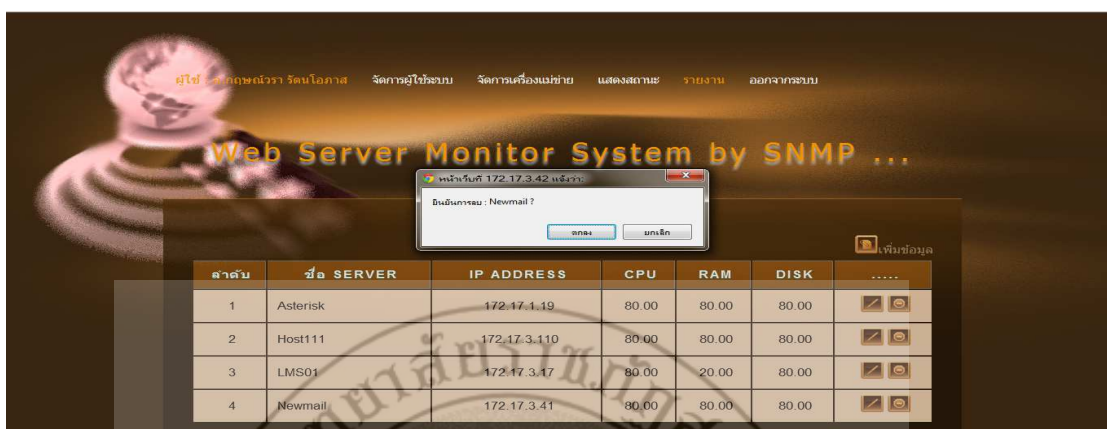 ผู้ใช้ : กฤษณ์วรา รัตนโอภาส จัดการผู้ใช้ระบบ จัดการเครื่องแม่ข่าย แสดงสถานะ รายงาน ออกจากระบบ
Web Server Monitor System by SNMP ...
หน้าเว็บที่ 172.17.3.42 แจ้งว่า:
ยืนยันการลบ : Newmail ?
ตกลง ยกเลิก
เพิ่มข้อมูล
ลำดับ ชื่อ SERVER IP ADDRESS CPU RAM DISK .....
1 Asterisk 172.17.1.19 80.00 80.00 80.00
2 Host111 172.17.3.110 80.00 80.00 80.00
3 LMS01 172.17.3.17 80.00 20.00 80.00
4 Newmail 172.17.3.41 80.00 80.00 80.00